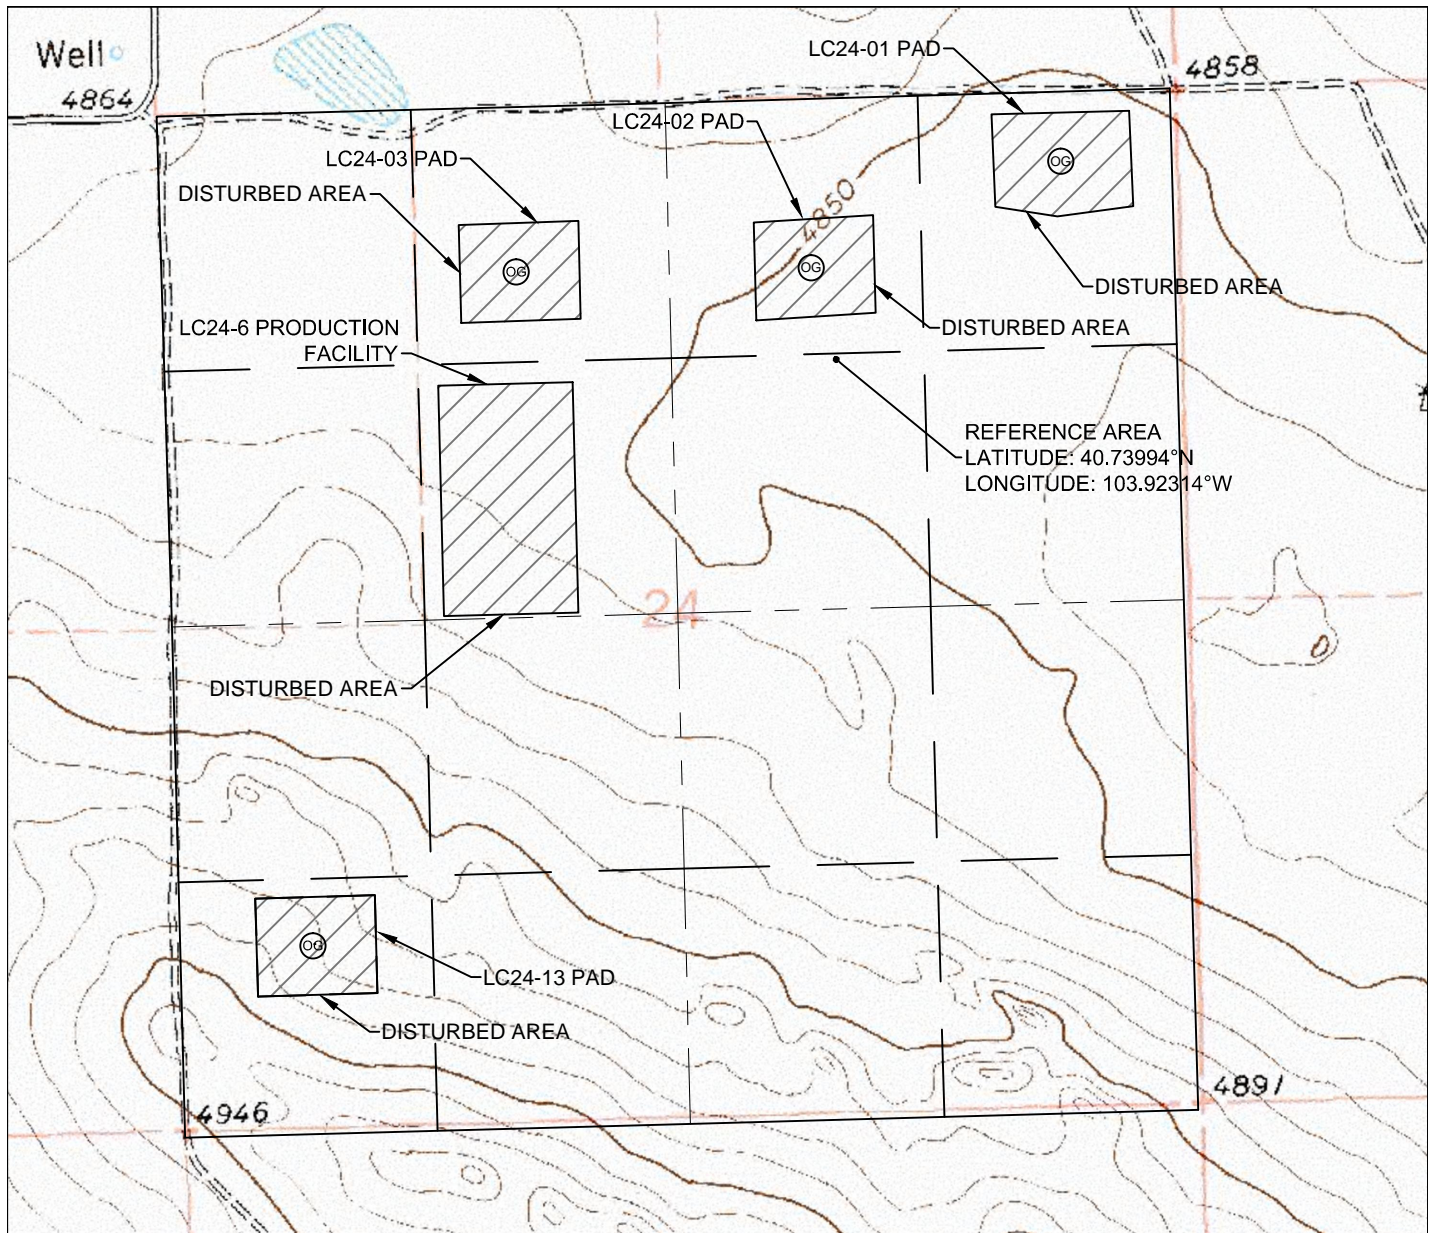 Well
4864
4858
LC24-01 PAD
LC24-02 PAD
LC24-03 PAD
DISTURBED AREA
OG
4850
OG
OG
DISTURBED AREA
DISTURBED AREA
LC24-6 PRODUCTION
FACILITY
REFERENCE AREA
LATITUDE: 40.73994°N
LONGITUDE: 103.92314°W
24
DISTURBED AREA
OG
LC24-13 PAD
DISTURBED AREA
4946
4891